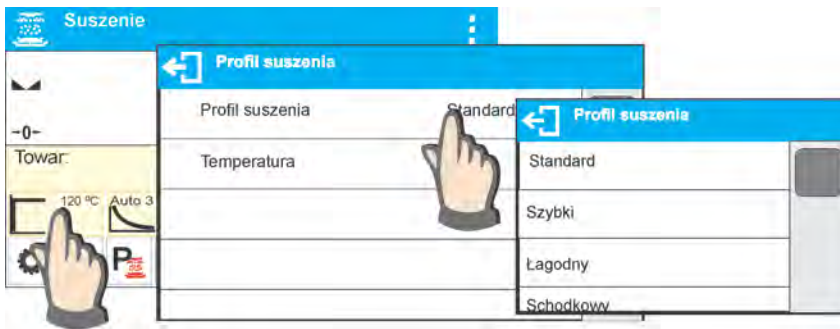 Suszenie
-0-
Towar:
120 ºC
Auto 3
P
Profil suszenia
Profil suszenia Standard
Temperatura
Profil suszenia
Standard
Szybki
Łagodny
Schodkowy